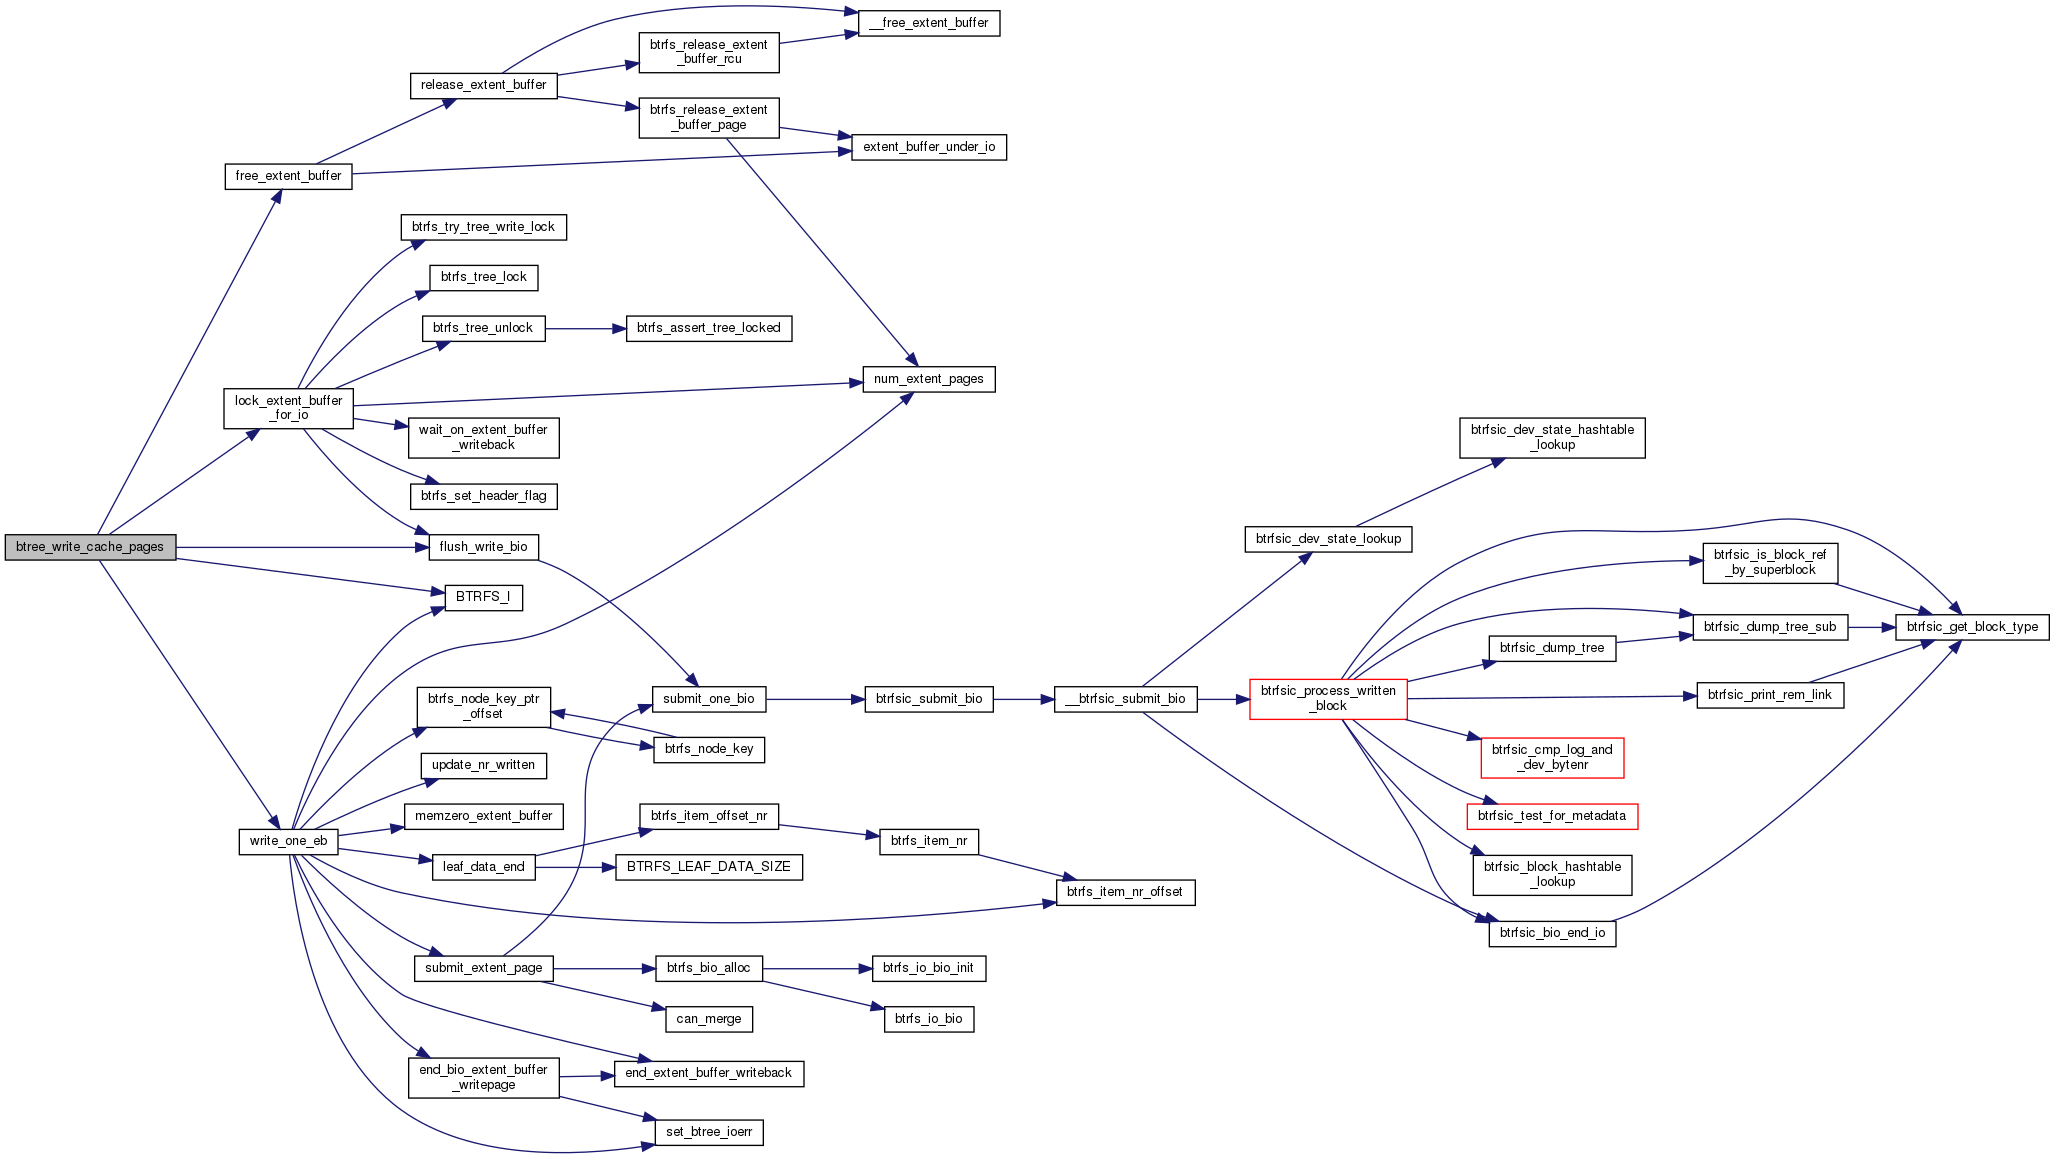 __free_extent_buffer
btrfs_release_extent
_buffer_rcu
release_extent_buffer
btrfs_release_extent
_buffer_page
extent_buffer_under_io
free_extent_buffer
btrfs_try_tree_write_lock
btrfs_tree_lock
btrfs_tree_unlock
btrfs_assert_tree_locked
num_extent_pages
lock_extent_buffer
_for_io
wait_on_extent_buffer
_writeback
btrfsic_dev_state_hashtable
_lookup
btrfs_set_header_flag
btree_write_cache_pages
flush_write_bio
btrfsic_dev_state_lookup
btrfsic_is_block_ref
_by_superblock
BTRFS_I
btrfsic_dump_tree_sub
btrfsic_get_block_type
btrfsic_dump_tree
btrfs_node_key_ptr
_offset
submit_one_bio
btrfsic_submit_bio
__btrfsic_submit_bio
btrfsic_process_written
_block
btrfsic_print_rem_link
btrfs_node_key
update_nr_written
btrfsic_cmp_log_and
_dev_bytenr
memzero_extent_buffer
btrfs_item_offset_nr
btrfsic_test_for_metadata
write_one_eb
btrfs_item_nr
leaf_data_end
BTRFS_LEAF_DATA_SIZE
btrfsic_block_hashtable
_lookup
btrfs_item_nr_offset
btrfsic_bio_end_io
submit_extent_page
btrfs_bio_alloc
btrfs_io_bio_init
can_merge
btrfs_io_bio
end_bio_extent_buffer
_writepage
end_extent_buffer_writeback
set_btree_ioerr